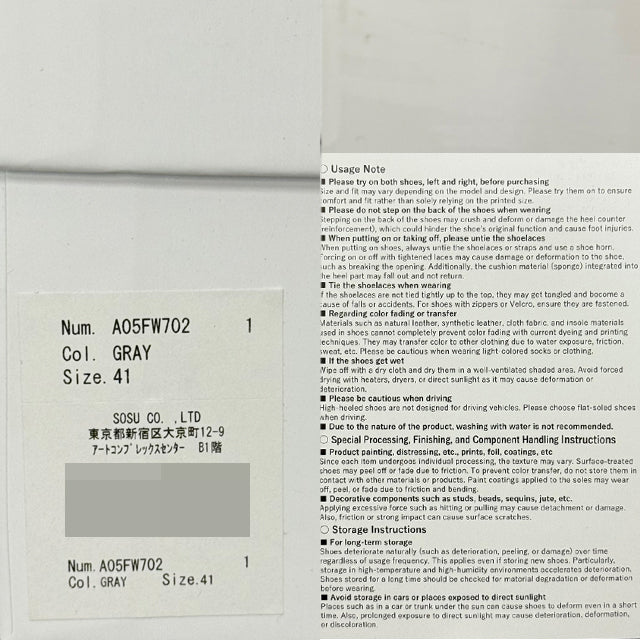 Num. A05FW702 1
Col. GRAY
Size. 41
SOSU CO. ,LTD
東京都新宿区大京町12-9
アートコンプレックスセンター B1階
Num. A05FW702 1
Col. GRAY Size. 41
○ Usage Note
■ Please try on both shoes, left and right, before purchasing
Size and fit may vary depending on the model and design. Please try them on to ensure
comfort and fit rather than solely relying on the printed size.
■ Please do not step on the back of the shoes when wearing
Stepping on the back of the shoes may crush and deform or damage the heel counter
(reinforcement), which could hinder the shoe's original function and cause foot injuries.
■ When putting on or taking off, please untie the shoelaces
When putting on shoes, always untie the shoelaces or straps and use a shoe horn.
Forcing on or off with tightened laces may cause damage or deformation to the shoe,
such as breaking the opening. Additionally, the cushion material (sponge) integrated into
the heel part may fall out and not return.
■ Tie the shoelaces when wearing
If the shoelaces are not tied tightly up to the top, they may get tangled and become a
cause of falls or accidents. For shoes with zippers or Velcro, ensure they are fastened.
■ Regarding color fading or transfer
Materials such as natural leather, synthetic leather, cloth fabric, and insole materials
used in shoes cannot completely prevent color fading with current dyeing and printing
techniques. They may transfer color to other clothing due to water exposure, friction,
sweat, etc. Please be cautious when wearing light-colored socks or clothing.
■ If the shoes get wet
Wipe off with a dry cloth and dry them in a well-ventilated shaded area. Avoid forced
drying with heaters, dryers, or direct sunlight as it may cause deformation or
deterioration.
■ Please be cautious when driving
High-heeled shoes are not designed for driving vehicles. Please choose flat-soled shoes
when driving.
■ Due to the nature of the product, washing with water is not recommended.
○ Special Processing, Finishing, and Component Handling Instructions
■ Product painting, distressing, etc., prints, foil, coatings, etc
Since each item undergoes individual processing, the texture may vary. Surface-treated
shoes may peel off or fade due to friction. To prevent color transfer, do not store them in
contact with other materials or products. Paint coatings applied to the soles may wear
off, peel, or fade due to friction and bending.
■ Decorative components such as studs, beads, sequins, jute, etc.
Applying excessive force such as hitting or pulling may cause detachment or damage.
Also, friction or strong impact can cause surface scratches.
○ Storage Instructions
■ For long-term storage
Shoes deteriorate naturally (such as deterioration, peeling, or damage) over time
regardless of usage frequency. This applies even if storing new shoes. Particularly,
storage in high-temperature and high-humidity environments accelerates deterioration.
Shoes stored for a long time should be checked for material degradation or deformation
before wearing.
■ Avoid storage in cars or places exposed to direct sunlight
Places such as in a car or trunk under the sun can cause shoes to deform even in a short
time. Also, prolonged exposure to direct sunlight may cause deterioration, deformation,
or discoloration.